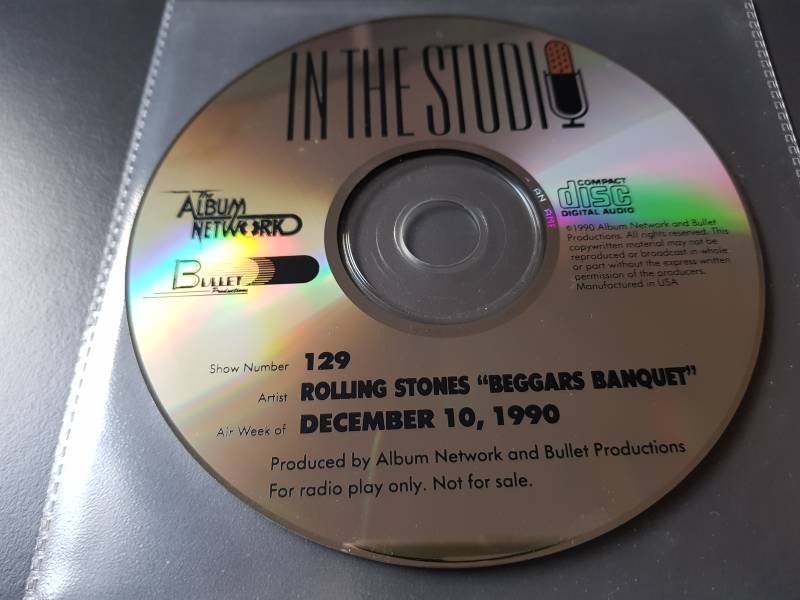 IN THE STUDIO
The
ALBUM
NETWORK
BULLET
Productions
COMPACT
disc
DIGITAL AUDIO
©1990 Album Network and Bullet
Productions. All rights reserved. This
copywritten material may not be
reproduced or broadcast in whole
or part without the express written
permission of the producers.
Manufactured in USA
Show Number 129
Artist ROLLING STONES “BEGGARS BANQUET”
Air Week of DECEMBER 10, 1990
Produced by Album Network and Bullet Productions
For radio play only. Not for sale.